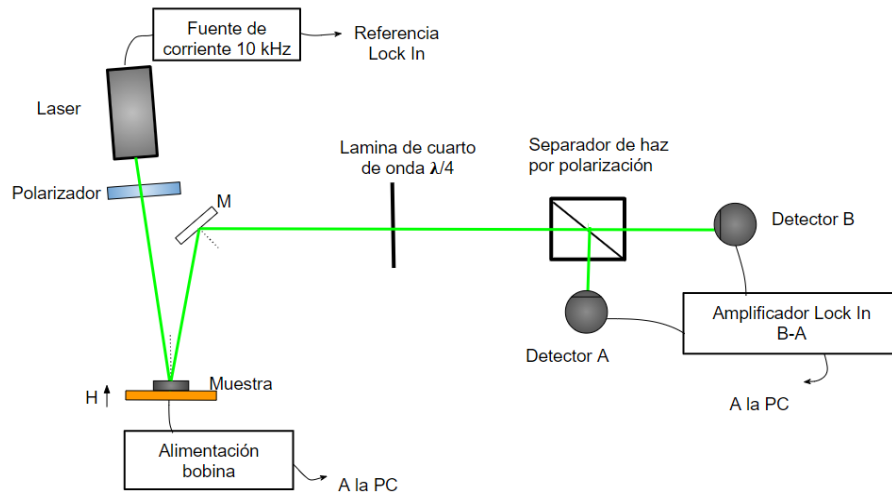 Fuente de
corriente 10 kHz
Referencia
Lock In
Laser
Lamina de cuarto
de onda λ/4
Separador de haz
por polarización
Polarizador
M
Detector B
Amplificador Lock In
B-A
Detector A
Muestra
H
A la PC
Alimentación
bobina
A la PC